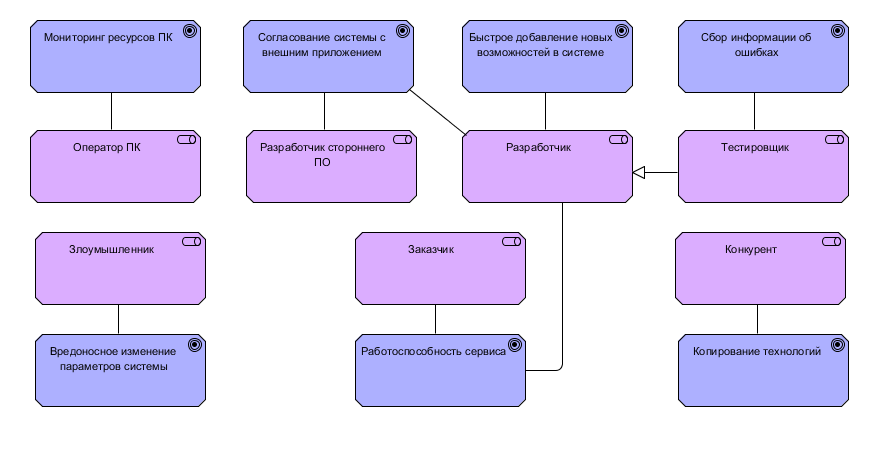 Мониторинг ресурсов ПК
Согласование системы с
внешним приложением
Быстрое добавление новых
возможностей в системе
Сбор информации об
ошибках
Оператор ПК
Разработчик стороннего
ПО
Разработчик
Тестировщик
Злоумышленник
Заказчик
Конкурент
Вредоносное изменение
параметров системы
Работоспособность сервиса
Копирование технологий